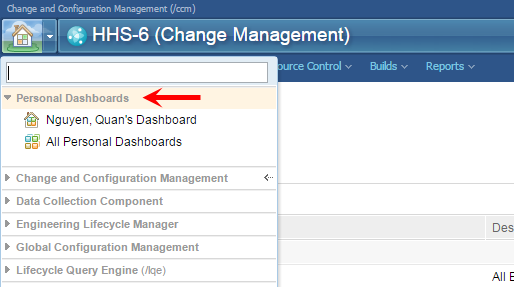 Change and Configuration Management (/ccm)
HHS-6 (Change Management)
ource Control Builds Reports
Personal Dashboards
Nguyen, Quan's Dashboard
All Personal Dashboards
Change and Configuration Management
Data Collection Component
Engineering Lifecycle Manager
Des
Global Configuration Management
Lifecycle Query Engine (/lqe)
All E